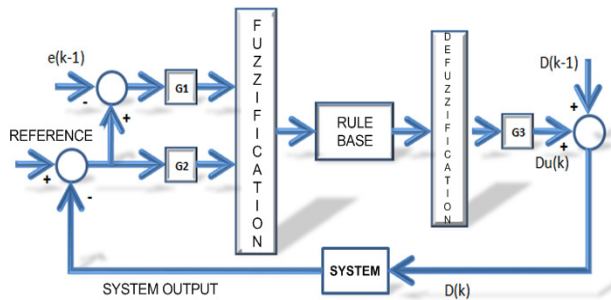 e(k-1)
-
+
G1
REFERENCE
+
-
G2
FUZZIFICATION
RULE
BASE
DEFUZZIFICATION
G3
D(k-1)
+
+
Du(k)
SYSTEM
SYSTEM OUTPUT
D(k)